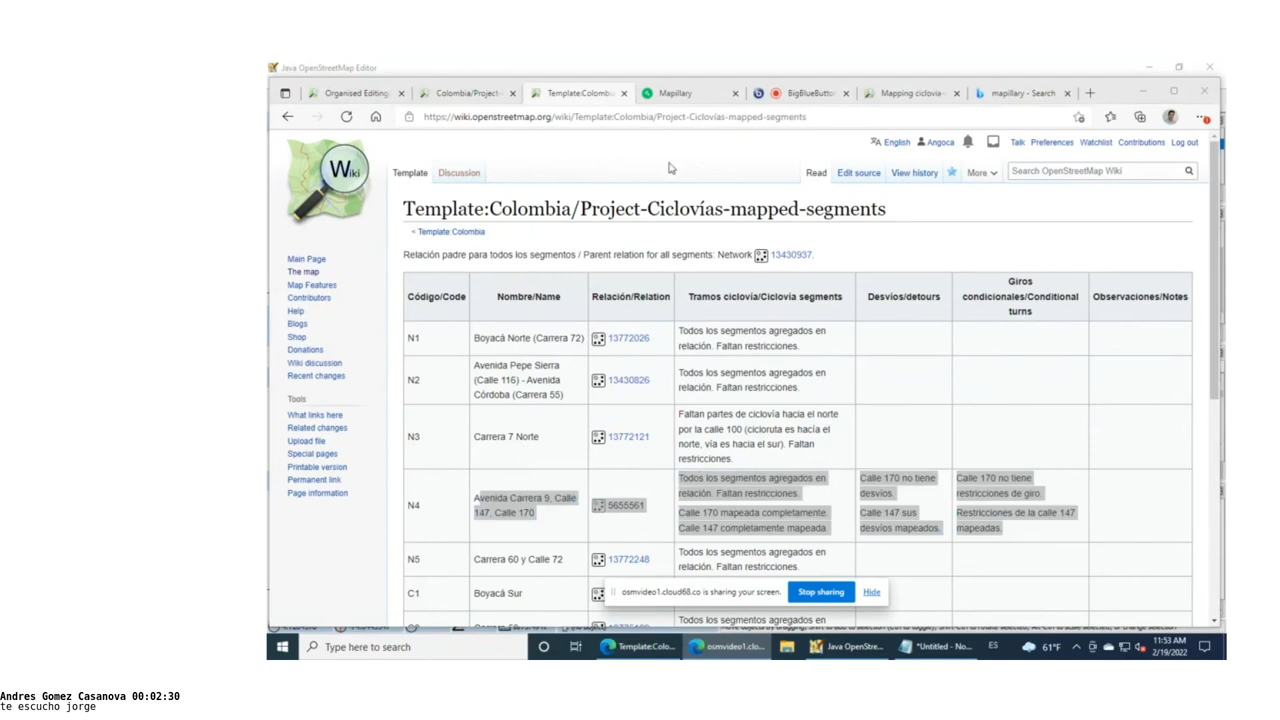 Java OpenStreetMap Editor
Organised Editing
Colombia/Project-
Template:Colombia
Mapillary
BigBlueButto
Mapping ciclovia-
mapillary - Search
https://wiki.openstreetmap.org/wiki/Template:Colombia/Project-Ciclovías-mapped-segments
English Angoca Talk Preferences Watchlist Contributions Log out
Wiki
Template Discussion Read Edit source View history More Search OpenStreetMap Wiki
Template:Colombia/Project-Ciclovías-mapped-segments
< Template:Colombia
Relación padre para todos los segmentos / Parent relation for all segments: Network 13430937.
Main Page
The map
Map Features
Contributors
Help
Blogs
Shop
Donations
Wiki discussion
Recent changes
Tools
What links here
Related changes
Upload file
Special pages
Printable version
Permanent link
Page information
Código/Code
Nombre/Name
Relación/Relation
Tramos ciclovía/Ciclovia segments
Desvíos/detours
Giros
condicionales/Conditional
turns
Observaciones/Notes
N1
Boyacá Norte (Carrera 72)
13772026
Todos los segmentos agregados en
relación. Faltan restricciones.
N2
Avenida Pepe Sierra
(Calle 116) - Avenida
Córdoba (Carrera 55)
13430826
Todos los segmentos agregados en
relación. Faltan restricciones.
N3
Carrera 7 Norte
13772121
Faltan partes de ciclovía hacia el norte
por la calle 100 (cicloruta es hacía el
norte, vía es hacia el sur). Faltan
restricciones.
N4
Avenida Carrera 9, Calle
147, Calle 170
5655561
Todos los segmentos agregados en
relación. Faltan restricciones.
Calle 170 mapeada completamente.
Calle 147 completamente mapeada.
Calle 170 no tiene
desvíos.
Calle 147 sus
desvíos mapeados.
Calle 170 no tiene
restricciones de giro.
Restricciones de la calle 147
mapeadas.
N5
Carrera 60 y Calle 72
13772248
Todos los segmentos agregados en
relación. Faltan restricciones.
C1
Boyacá Sur
Todos los segmentos agregados en
osmvideo1.cloud68.co is sharing your screen. Stop sharing Hide
Type here to search
Template:Colo...
osmvideo1.clo...
Java OpenStre...
*Untitled - No...
ES
61°F
11:53 AM
2/19/2022
Andres Gomez Casanova 00:02:30
te escucho jorge